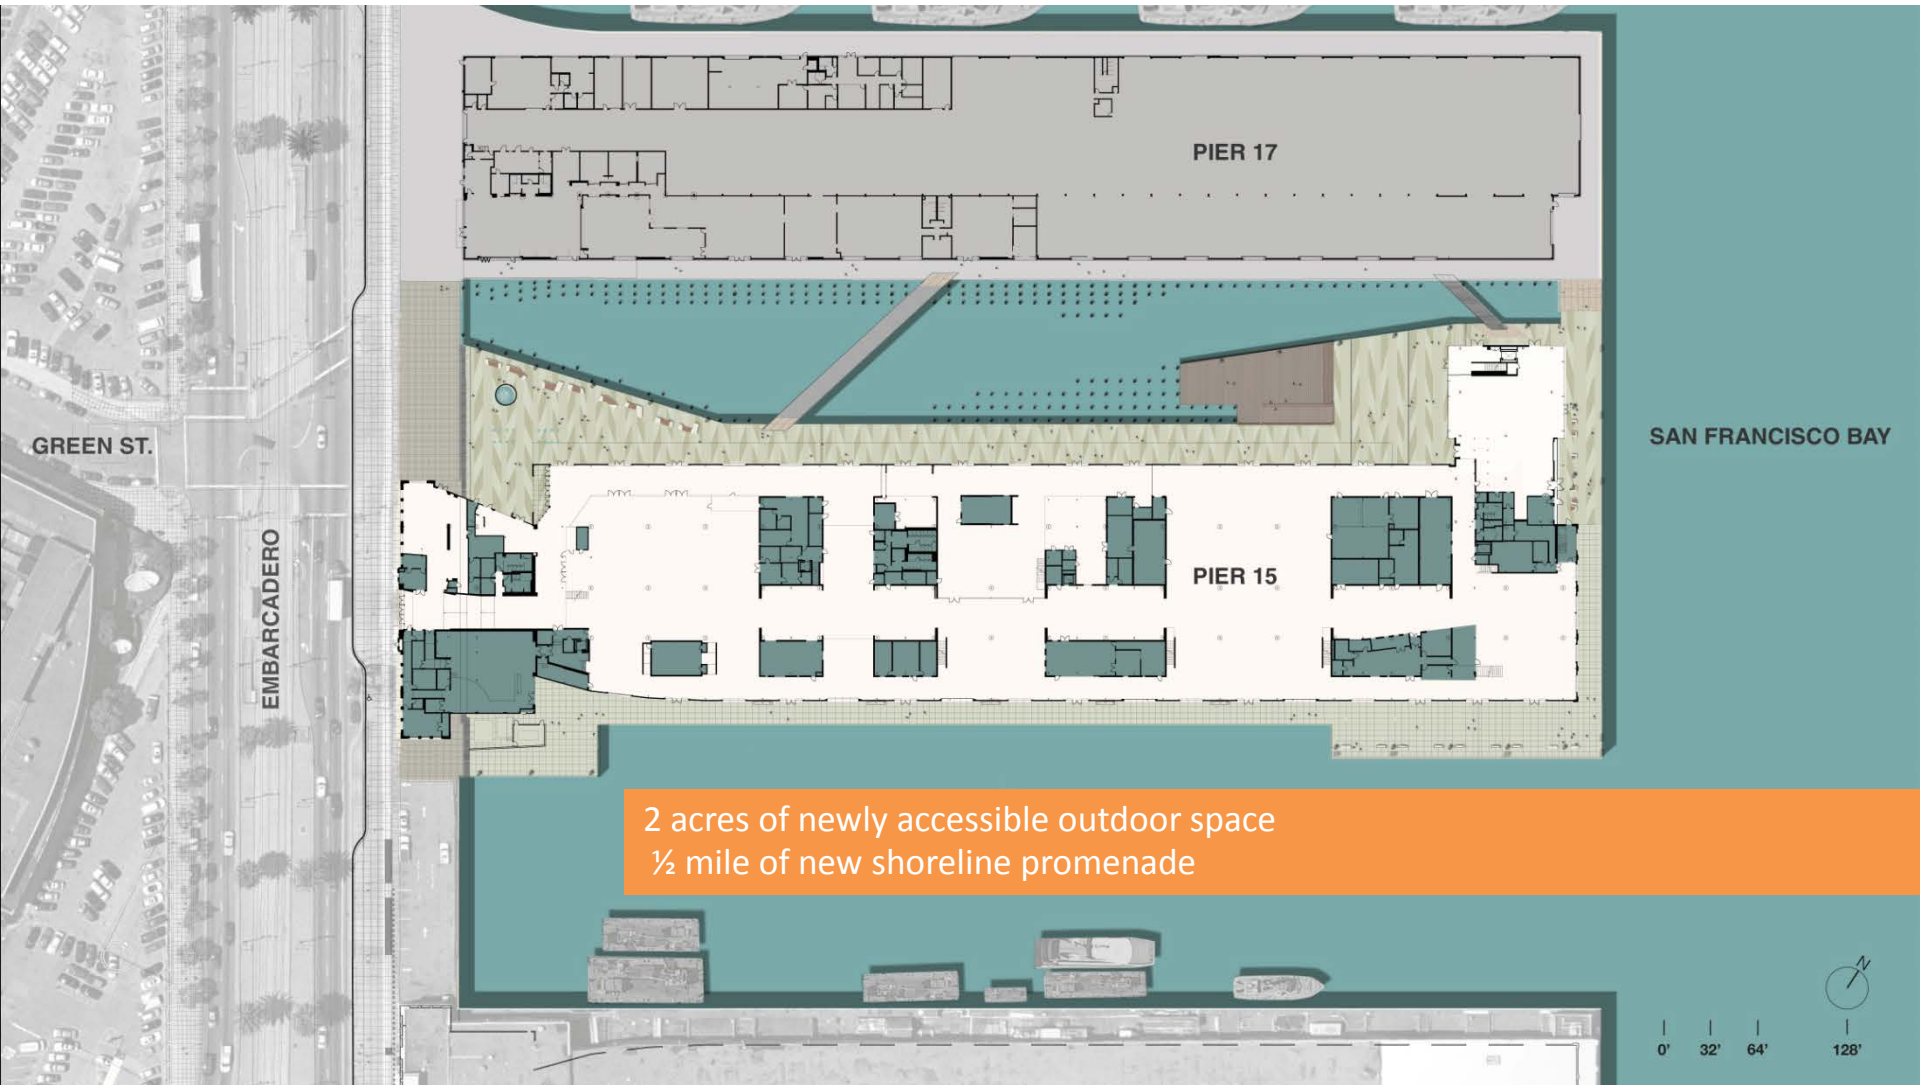 PIER 17
GREEN ST.
SAN FRANCISCO BAY
EMBARCADERO
PIER 15
2 acres of newly accessible outdoor space
½ mile of new shoreline promenade
N
0' 32' 64' 128'